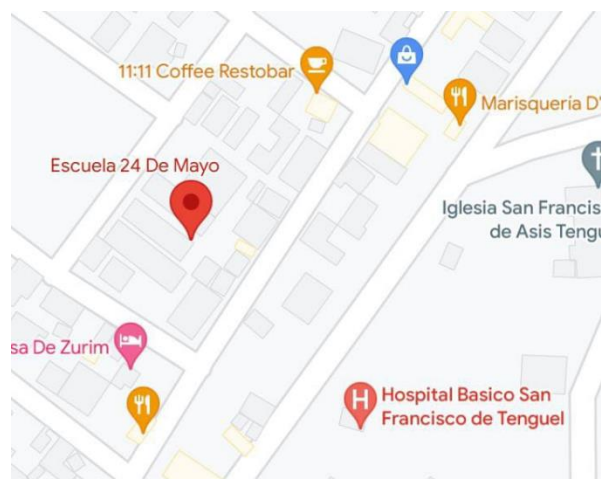 11:11 Coffee Restobar
Marisquería D'
Escuela 24 De Mayo
Iglesia San Francis
de Asis Tengu
sa De Zurim
H
Hospital Basico San
Francisco de Tenguel